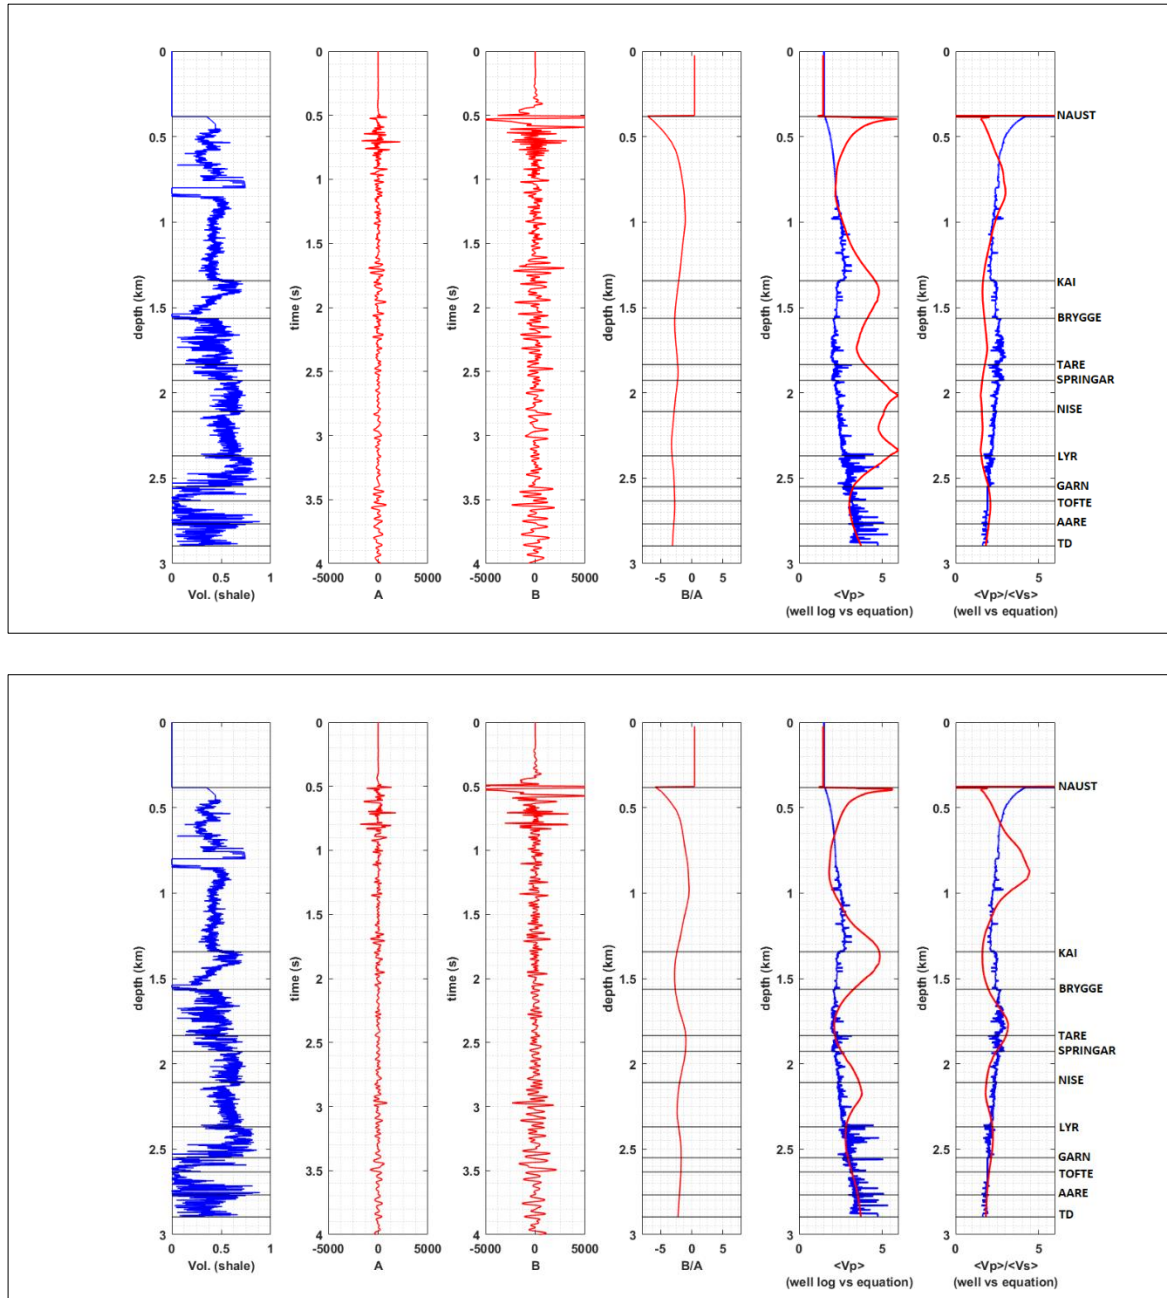 0 0 0 0 0 0
NAUST
0.5 0.5 0.5 0.5 0.5 0.5
1 1 1 1 1 1
KAI
depth (km) time (s) time (s) depth (km) depth (km) depth (km)
1.5 1.5 1.5 1.5 1.5 1.5
BRYGGE
TARE
SPRINGAR
2 2 2 2 2 2
NISE
LYR
2.5 3 3 2.5 2.5 2.5
GARN
TOFTE
3.5 3.5
AARE
TD
3 4 4 3 3 3
0 0.5 1 -5000 0 5000 -5000 0 5000 -5 0 5 0 5 0 5
Vol. (shale) A B B/A <Vp> <Vp>/<Vs>
(well log vs equation) (well vs equation)
0 0 0 0 0 0
NAUST
0.5 0.5 0.5 0.5 0.5 0.5
1 1 1 1 1 1
KAI
depth (km) time (s) time (s) depth (km) depth (km) depth (km)
1.5 1.5 1.5 1.5 1.5 1.5
BRYGGE
TARE
SPRINGAR
2 2 2 2 2 2
NISE
LYR
2.5 2.5 2.5 2.5 2.5 2.5
GARN
TOFTE
3 3
3.5 3.5
AARE
TD
3 4 4 3 3 3
0 0.5 1 -5000 0 5000 -5000 0 5000 -5 0 5 0 5 0 5
Vol. (shale) A B B/A <Vp> <Vp>/<Vs>
(well log vs equation) (well vs equation)